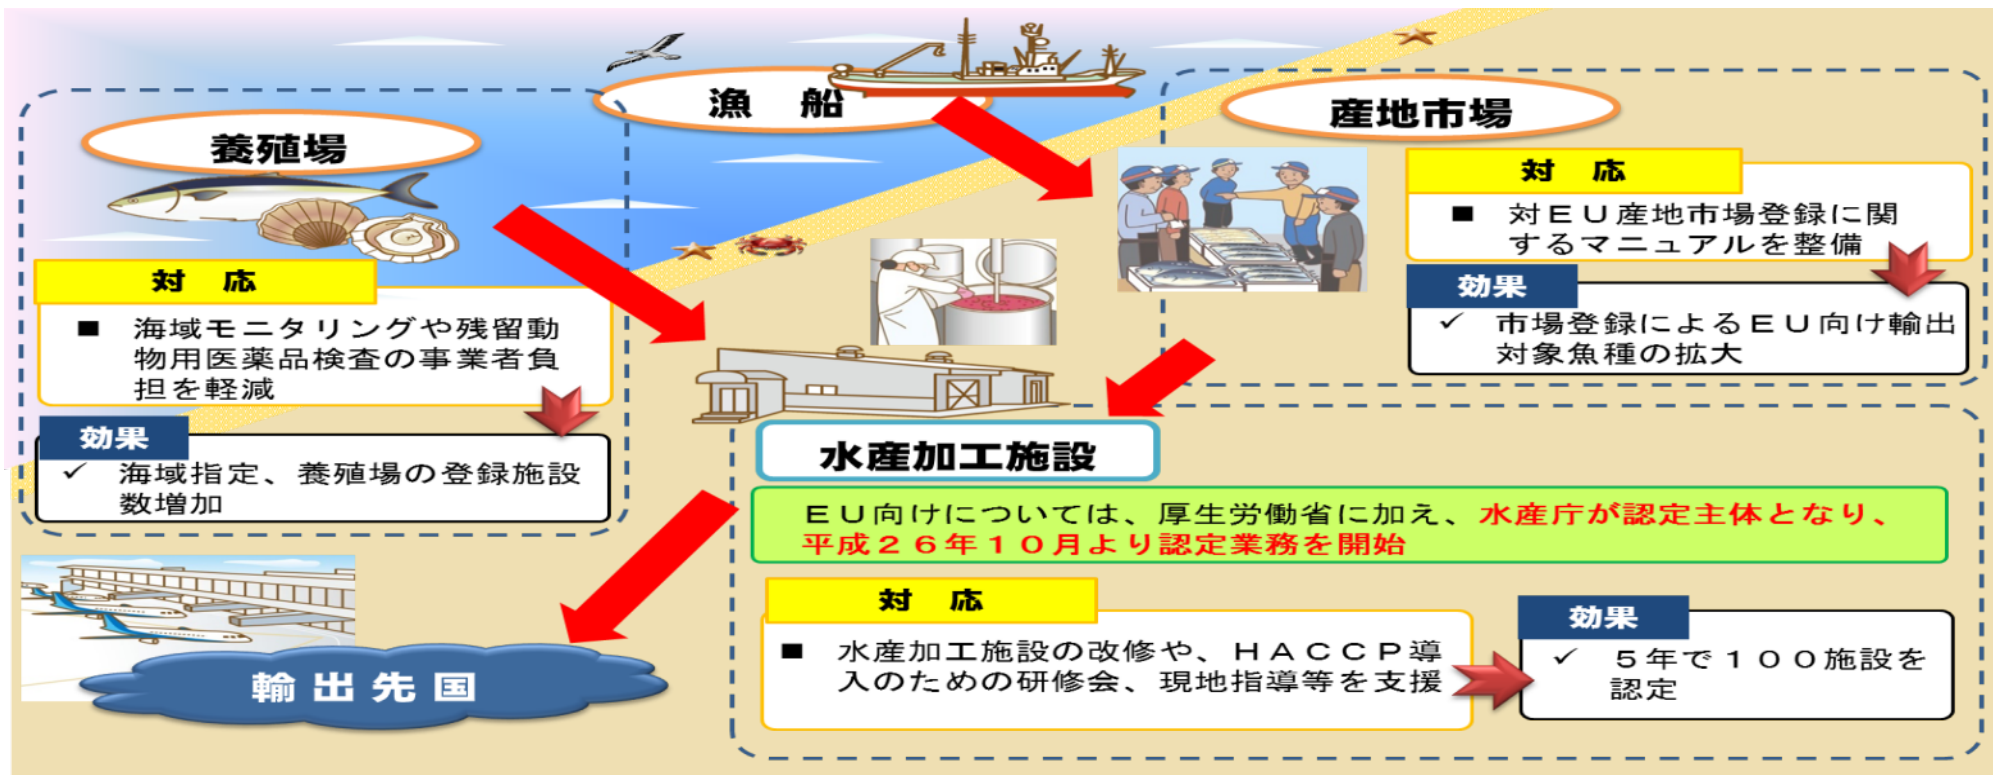 漁 船
養殖場
対 応
■ 海域モニタリングや残留動
物用医薬品検査の事業者負
担を軽減
効果
✓ 海域指定、養殖場の登録施設
数増加
産地市場
対 応
■ 対ＥＵ産地市場登録に関
するマニュアルを整備
効果
✓ 市場登録によるＥＵ向け輸出
対象魚種の拡大
水産加工施設
ＥＵ向けについては、厚生労働省に加え、水産庁が認定主体となり、
平成２６年１０月より認定業務を開始
対 応
■ 水産加工施設の改修や、ＨＡＣＣＰ導
入のための研修会、現地指導等を支援
効果
✓ ５年で１００施設を
認定
輸出先国